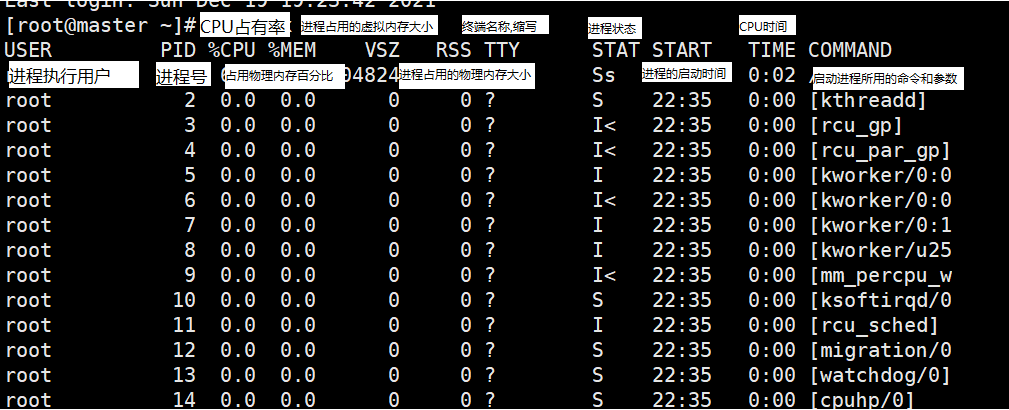 Last login: Sun Dec 19 19:23:42 2021
[root@master ~]# CPU占有率 进程占用的虚拟内存大小 终端名称,缩写 进程状态 CPU时间
USER PID %CPU %MEM VSZ RSS TTY STAT START TIME COMMAND
进程执行用户 进程号 占用物理内存百分比 04824 进程占用的物理内存大小 Ss 进程的启动时间 0:02 启动进程所用的命令和参数
root 2 0.0 0.0 0 0 ? S 22:35 0:00 [kthreadd]
root 3 0.0 0.0 0 0 ? I< 22:35 0:00 [rcu_gp]
root 4 0.0 0.0 0 0 ? I< 22:35 0:00 [rcu_par_gp]
root 5 0.0 0.0 0 0 ? I 22:35 0:00 [kworker/0:0
root 6 0.0 0.0 0 0 ? I< 22:35 0:00 [kworker/0:0
root 7 0.0 0.0 0 0 ? I 22:35 0:00 [kworker/0:1
root 8 0.0 0.0 0 0 ? I 22:35 0:00 [kworker/u25
root 9 0.0 0.0 0 0 ? I< 22:35 0:00 [mm_percpu_w
root 10 0.0 0.0 0 0 ? S 22:35 0:00 [ksoftirqd/0
root 11 0.0 0.0 0 0 ? I 22:35 0:00 [rcu_sched]
root 12 0.0 0.0 0 0 ? S 22:35 0:00 [migration/0
root 13 0.0 0.0 0 0 ? S 22:35 0:00 [watchdog/0]
root 14 0.0 0.0 0 0 ? S 22:35 0:00 [cpuhp/0]